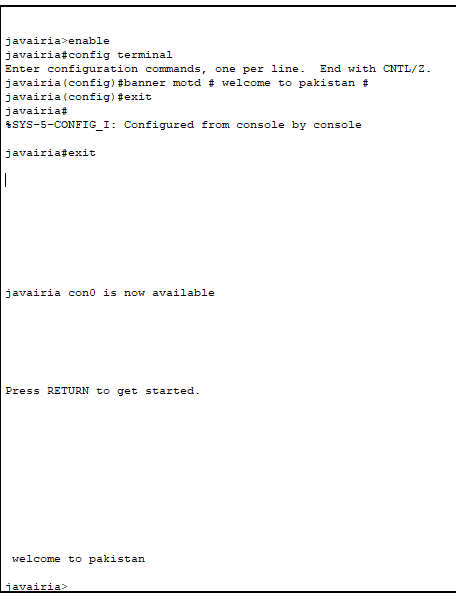 javairia>enable
javairia#config terminal
Enter configuration commands, one per line.  End with CNTL/Z.
javairia(config)#banner motd # welcome to pakistan #
javairia(config)#exit
javairia#
%SYS-5-CONFIG_I: Configured from console by console
javairia#exit
javairia con0 is now available
Press RETURN to get started.
welcome to pakistan
javairia>